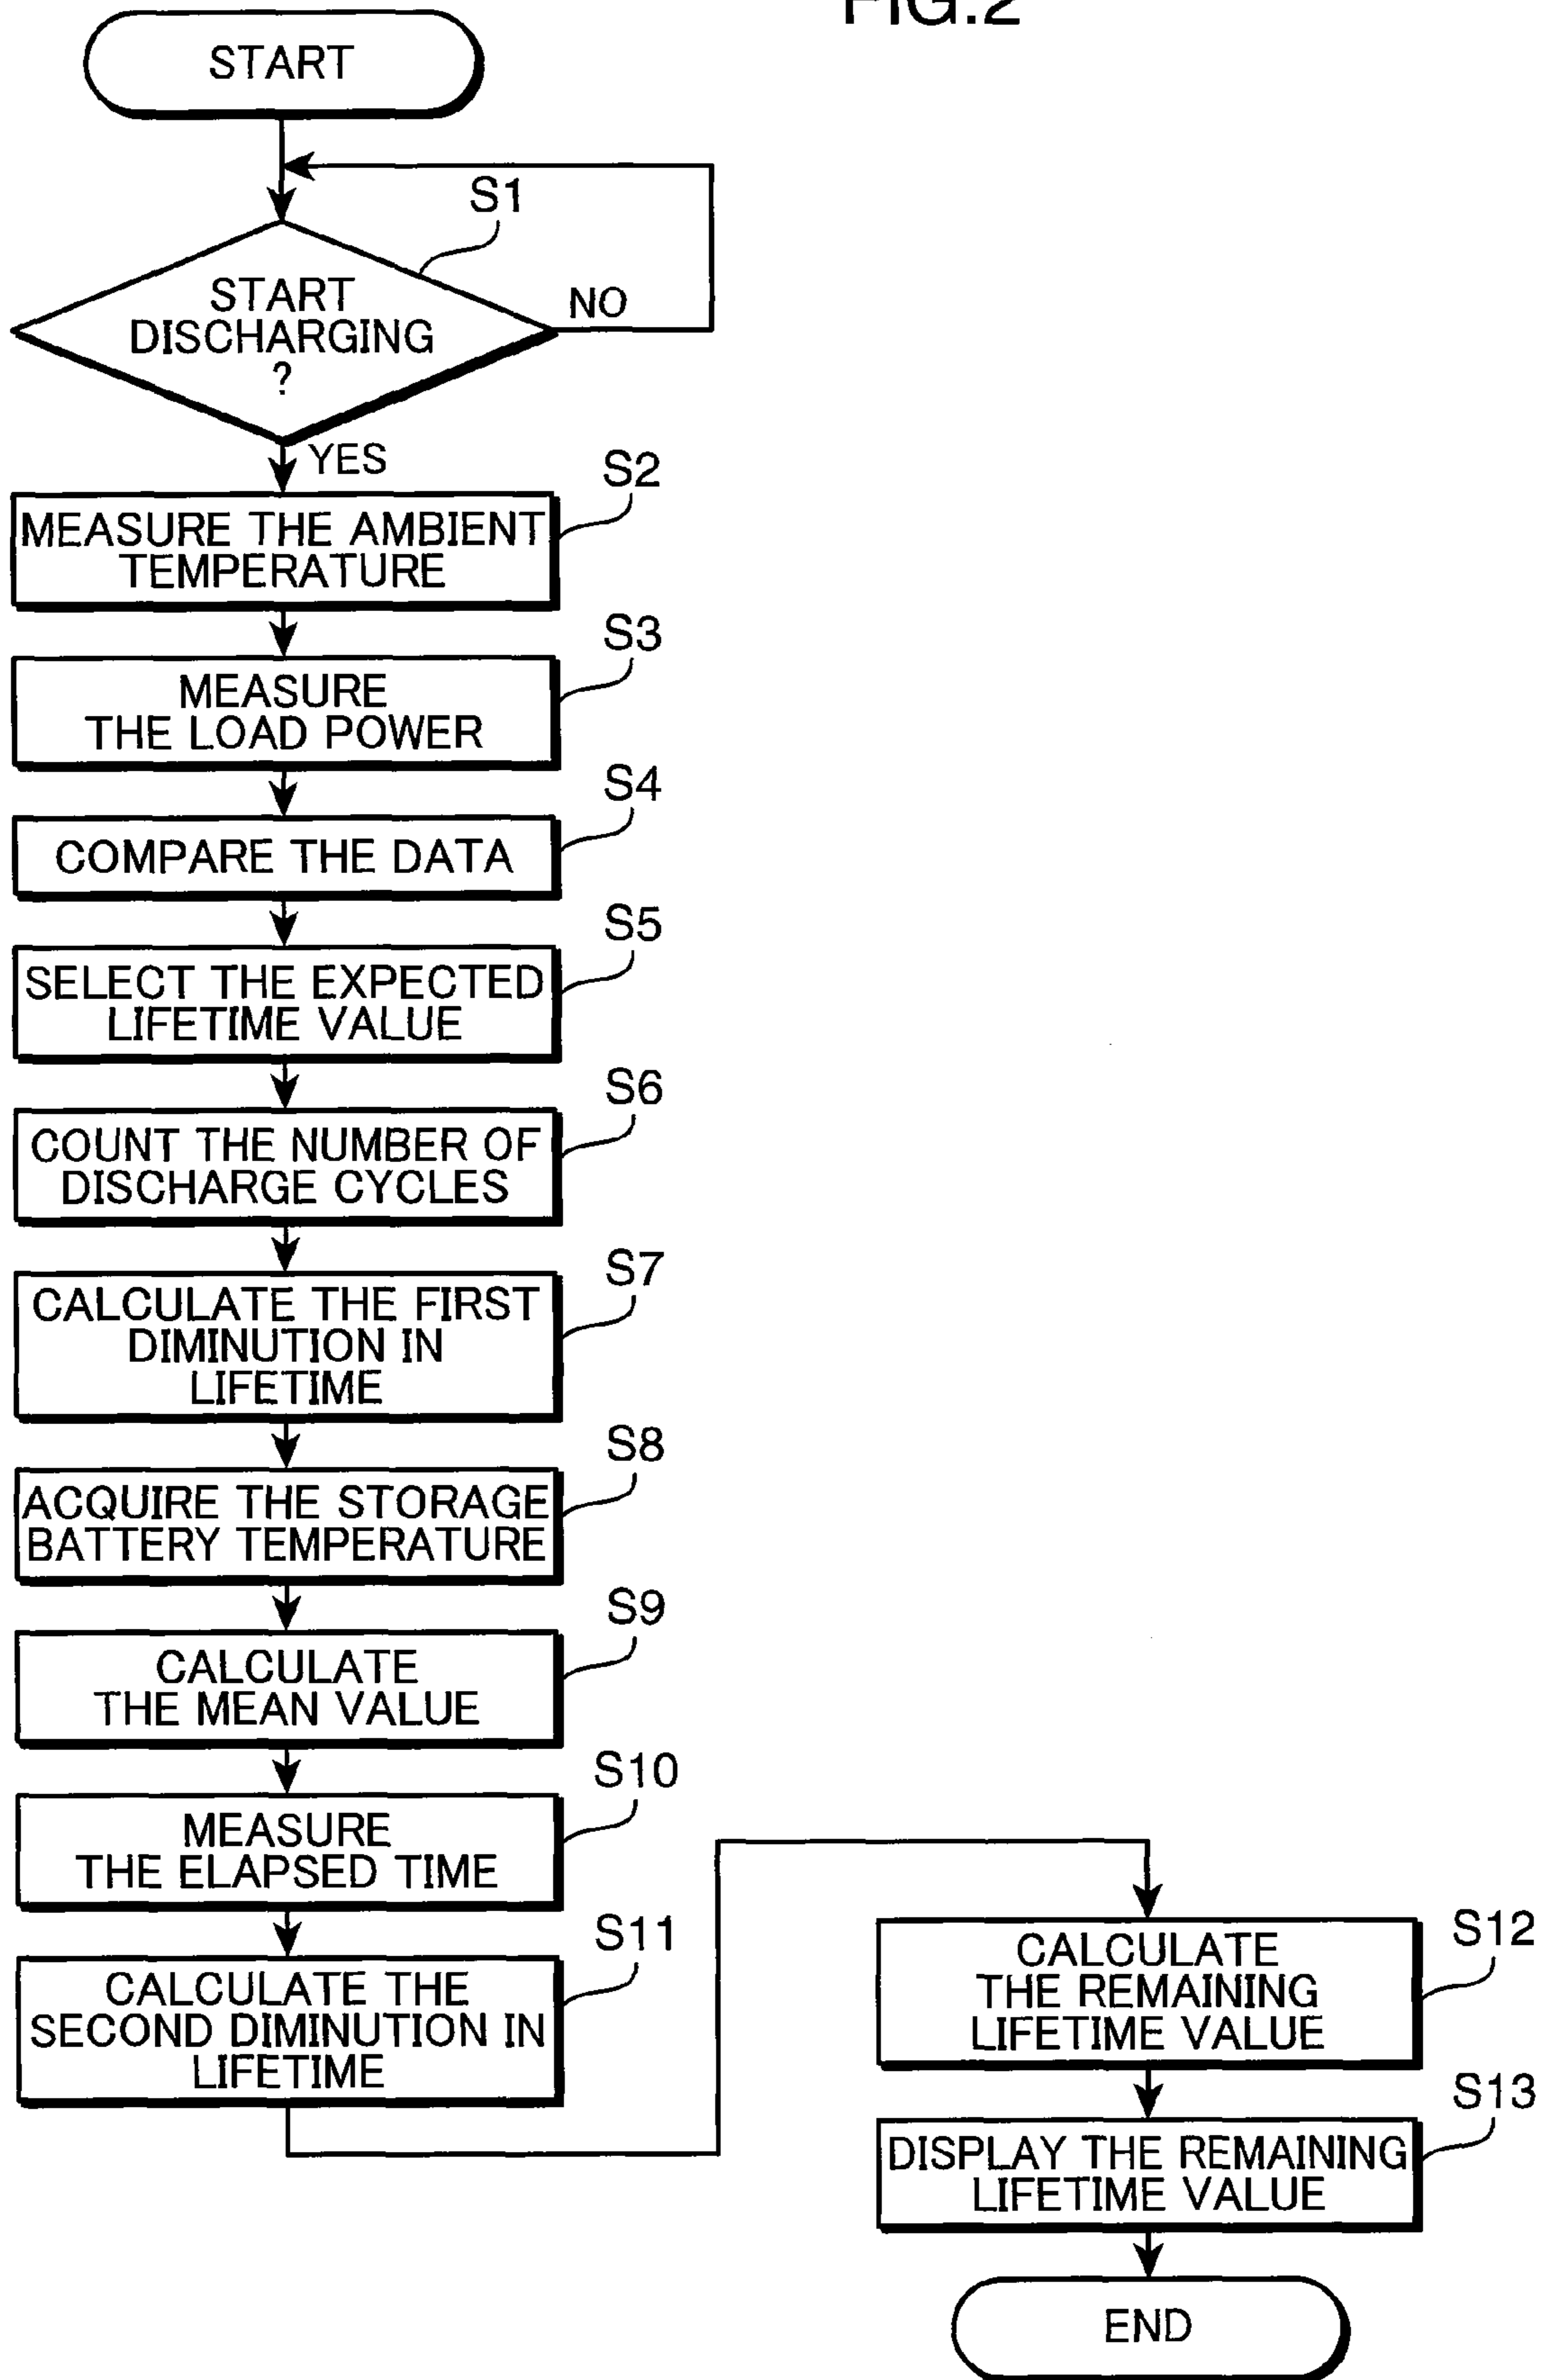 FIG.2
START
S1
START
DISCHARGING
?
NO
YES
S2
MEASURE THE AMBIENT
TEMPERATURE
S3
MEASURE
THE LOAD POWER
S4
COMPARE THE DATA
S5
SELECT THE EXPECTED
LIFETIME VALUE
S6
COUNT THE NUMBER OF
DISCHARGE CYCLES
S7
CALCULATE THE FIRST
DIMINUTION IN
LIFETIME
S8
ACQUIRE THE STORAGE
BATTERY TEMPERATURE
S9
CALCULATE
THE MEAN VALUE
S10
MEASURE
THE ELAPSED TIME
S11
CALCULATE THE
SECOND DIMINUTION IN
LIFETIME
S12
CALCULATE
THE REMAINING
LIFETIME VALUE
S13
DISPLAY THE REMAINING
LIFETIME VALUE
END